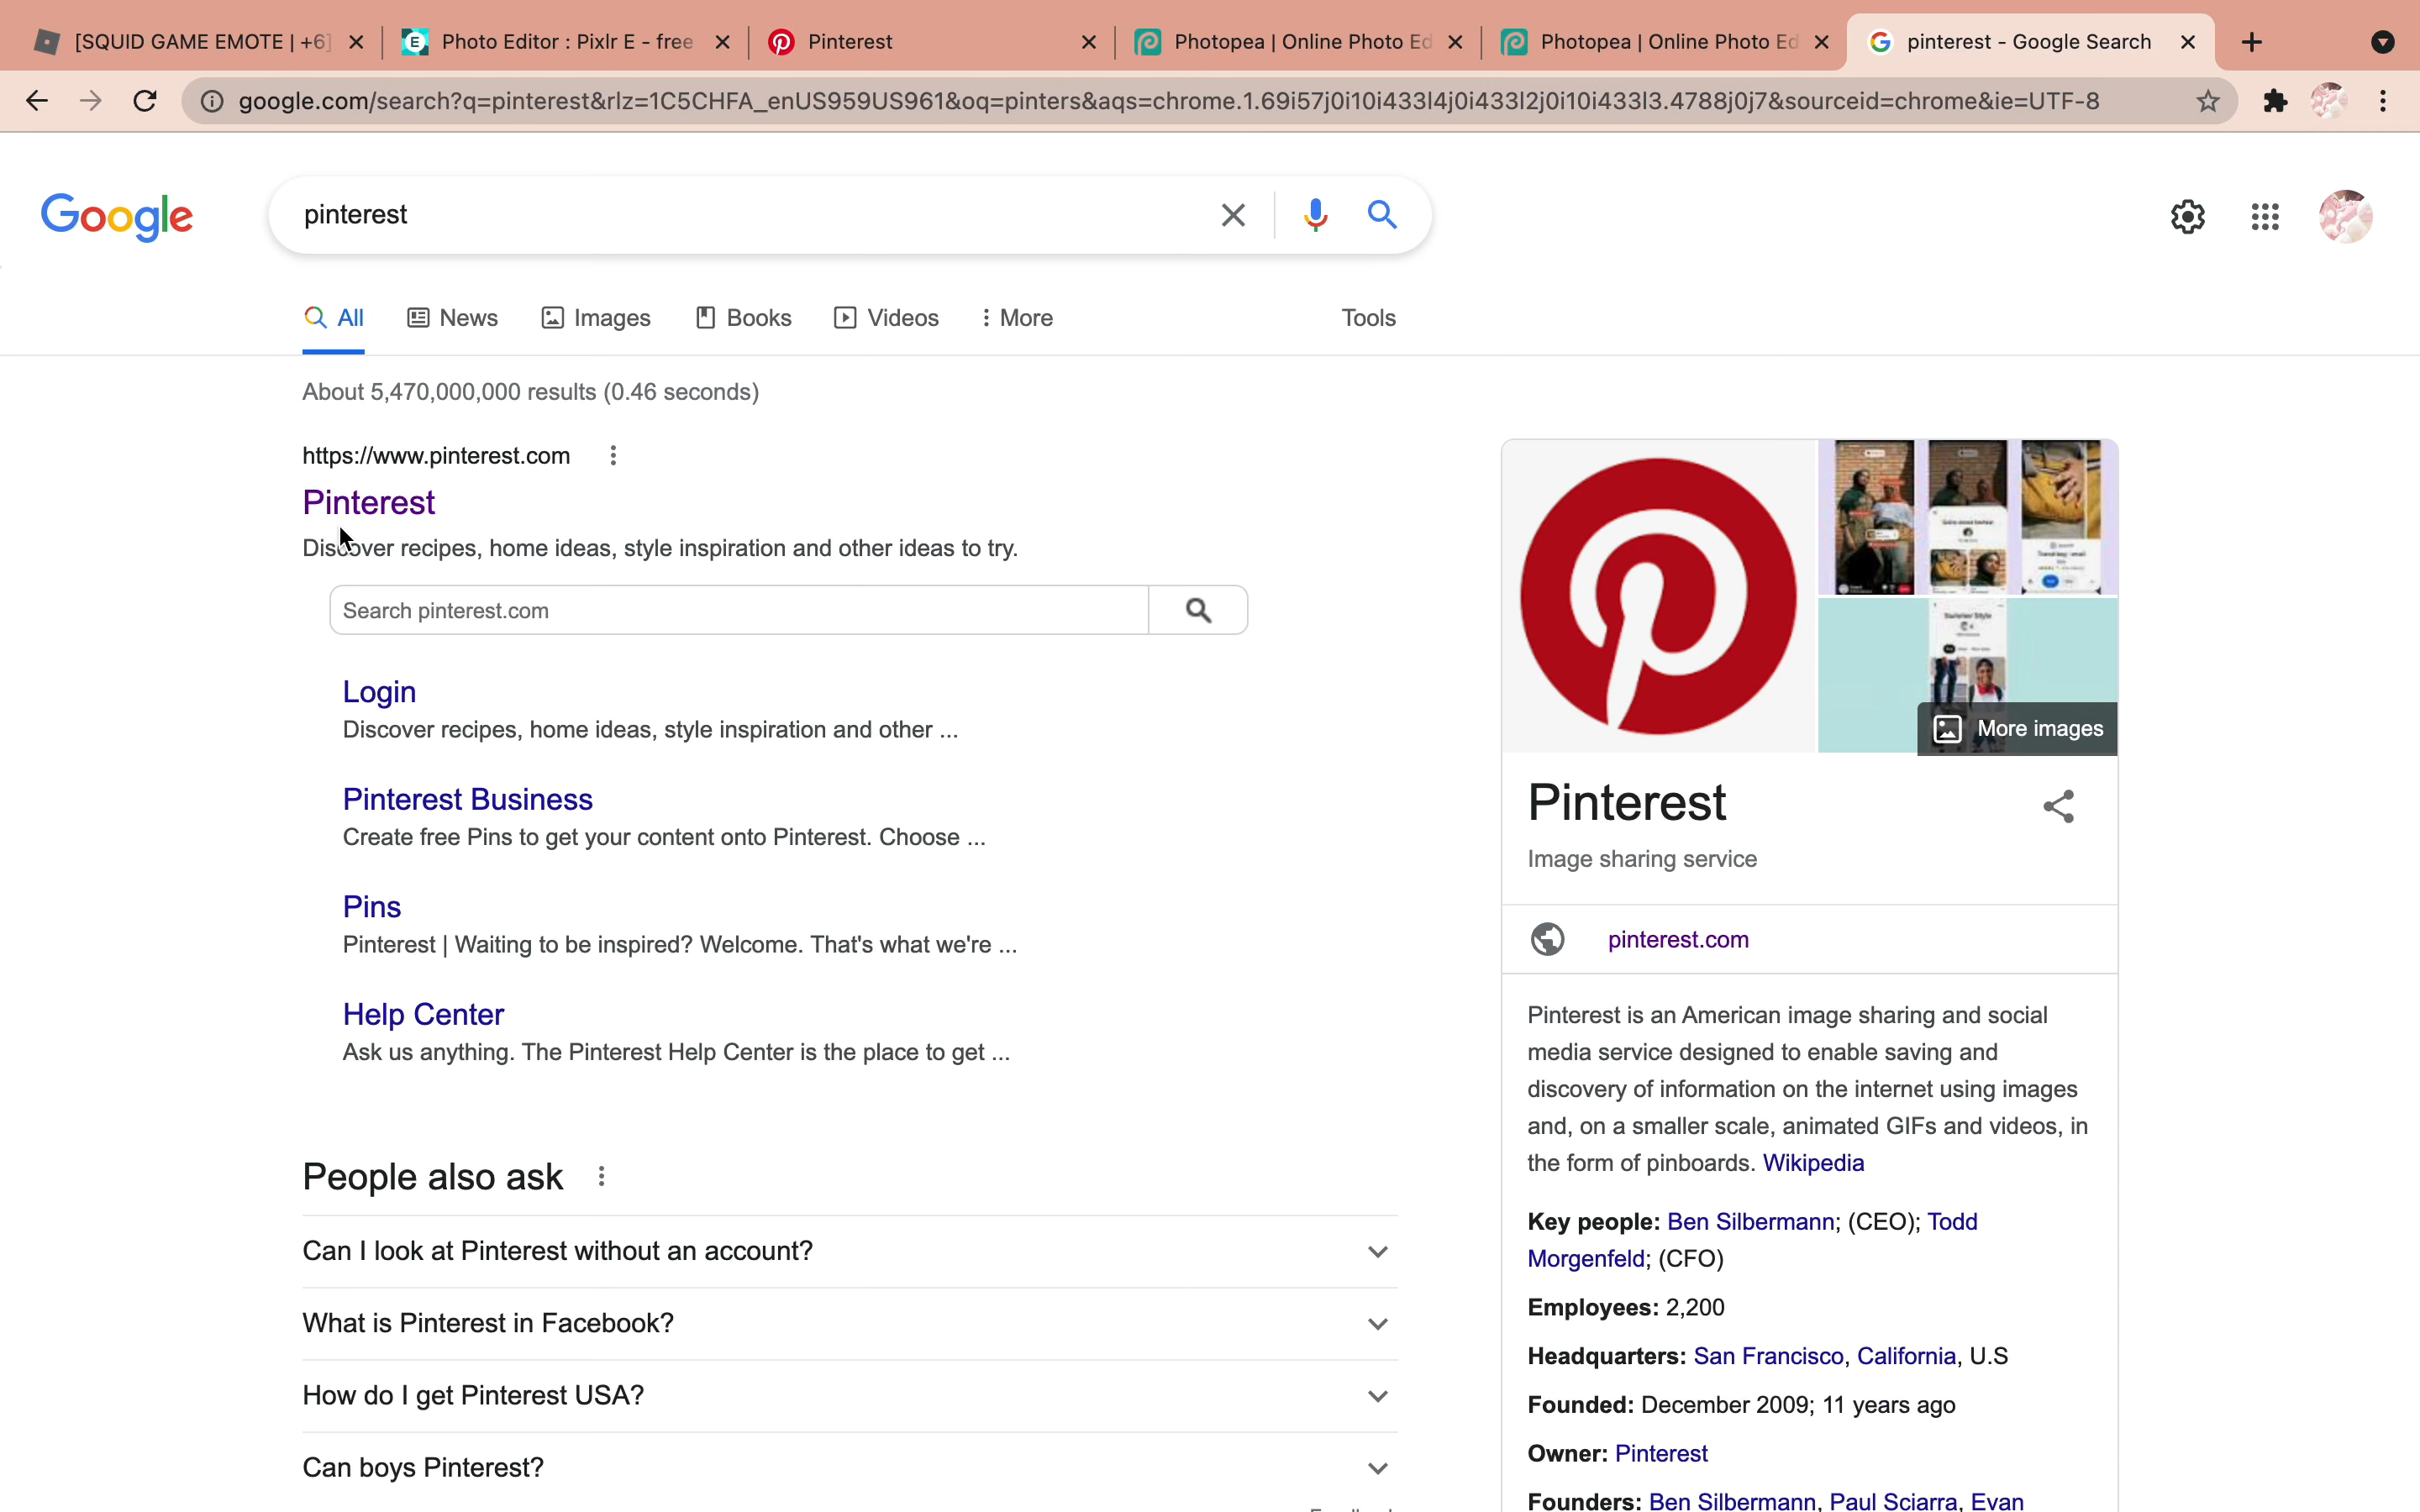 [SQUID GAME EMOTE | +6]
Photo Editor : Pixlr E - free
Pinterest
Photopea | Online Photo Ed
Photopea | Online Photo Ed
pinterest - Google Search
google.com/search?q=pinterest&rlz=1C5CHFA_enUS959US961&oq=pinters&aqs=chrome.1.69i57j0i10i433l4j0i433l2j0i10i433l3.4788j0j7&sourceid=chrome&ie=UTF-8
Google
pinterest
All
News
Images
Books
Videos
More
Tools
About 5,470,000,000 results (0.46 seconds)
https://www.pinterest.com
Pinterest
Discover recipes, home ideas, style inspiration and other ideas to try.
Search pinterest.com
Login
Discover recipes, home ideas, style inspiration and other ...
Pinterest Business
Create free Pins to get your content onto Pinterest. Choose ...
Pins
Pinterest | Waiting to be inspired? Welcome. That's what we're ...
Help Center
Ask us anything. The Pinterest Help Center is the place to get ...
People also ask
Can I look at Pinterest without an account?
What is Pinterest in Facebook?
How do I get Pinterest USA?
Can boys Pinterest?
More images
Pinterest
Image sharing service
pinterest.com
Pinterest is an American image sharing and social
media service designed to enable saving and
discovery of information on the internet using images
and, on a smaller scale, animated GIFs and videos, in
the form of pinboards. Wikipedia
Key people: Ben Silbermann; (CEO); Todd
Morgenfeld; (CFO)
Employees: 2,200
Headquarters: San Francisco, California, U.S
Founded: December 2009; 11 years ago
Owner: Pinterest
Founders: Ben Silbermann, Paul Sciarra, Evan